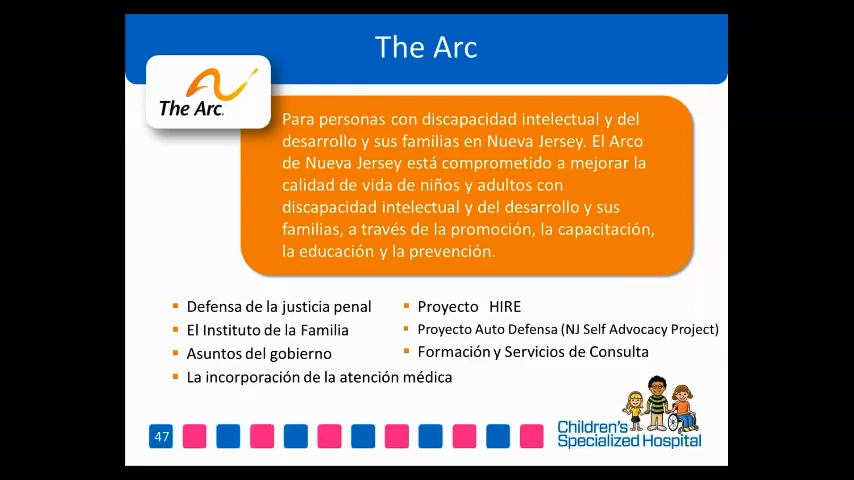 The Arc
The Arc.
Para personas con discapacidad intelectual y del
desarrollo y sus familias en Nueva Jersey. El Arco
de Nueva Jersey está comprometido a mejorar la
calidad de vida de niños y adultos con
discapacidad intelectual y del desarrollo y sus
familias, a través de la promoción, la capacitación,
la educación y la prevención.
Defensa de la justicia penal
El Instituto de la Familia
Asuntos del gobierno
La incorporación de la atención médica
Proyecto HIRE
Proyecto Auto Defensa (NJ Self Advocacy Project)
Formación y Servicios de Consulta
47
Children's
Specialized Hospital